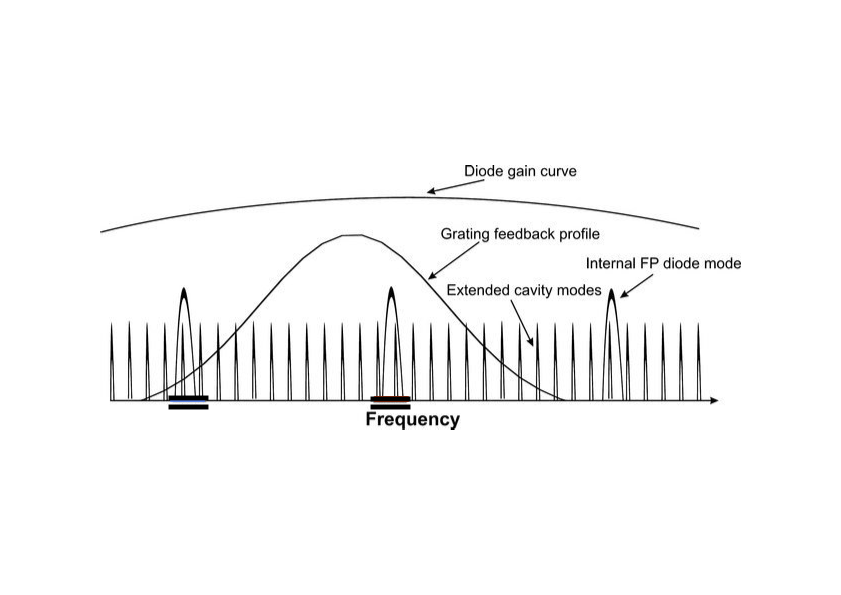 Diode gain curve
Grating feedback profile
Internal FP diode mode
Extended cavity modes
Frequency